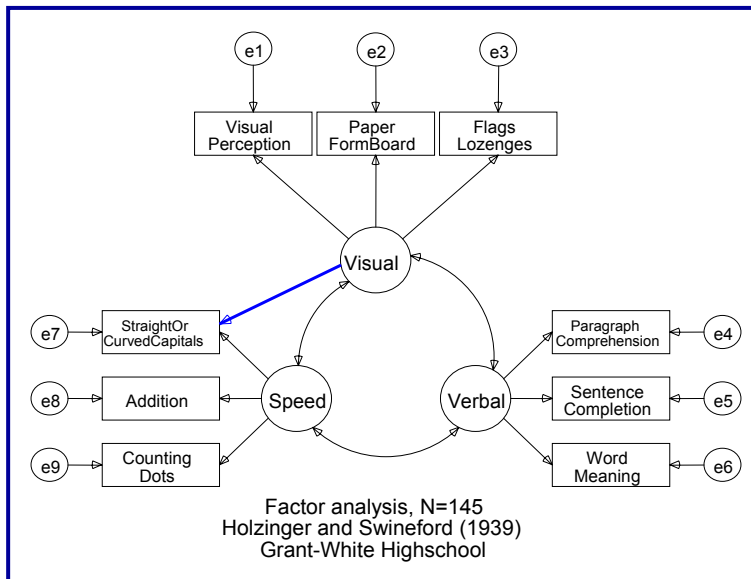 e1
e2
e3
Visual
Perception
Paper
FormBoard
Flags
Lozenges
Visual
e7
StraightOr
CurvedCapitals
Paragraph
Comprehension
e4
e8
Addition
Speed
Verbal
Sentence
Completion
e5
e9
Counting
Dots
Word
Meaning
e6
Factor analysis, N=145
Holzinger and Swineford (1939)
Grant-White Highschool